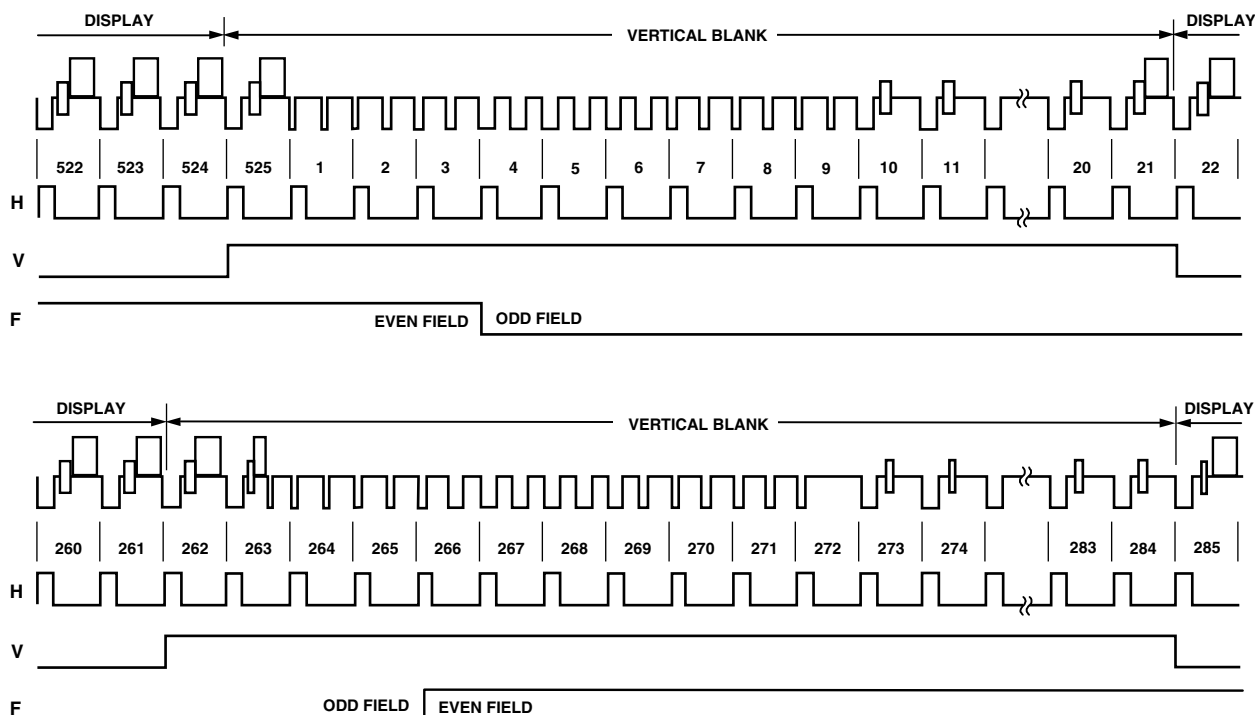 DISPLAY VERTICAL BLANK DISPLAY
522 523 524 525 1 2 3 4 5 6 7 8 9 10 11 20 21 22
H
V
F
EVEN FIELD ODD FIELD
DISPLAY VERTICAL BLANK DISPLAY
260 261 262 263 264 265 266 267 268 269 270 271 272 273 274 283 284 285
H
V
F ODD FIELD EVEN FIELD